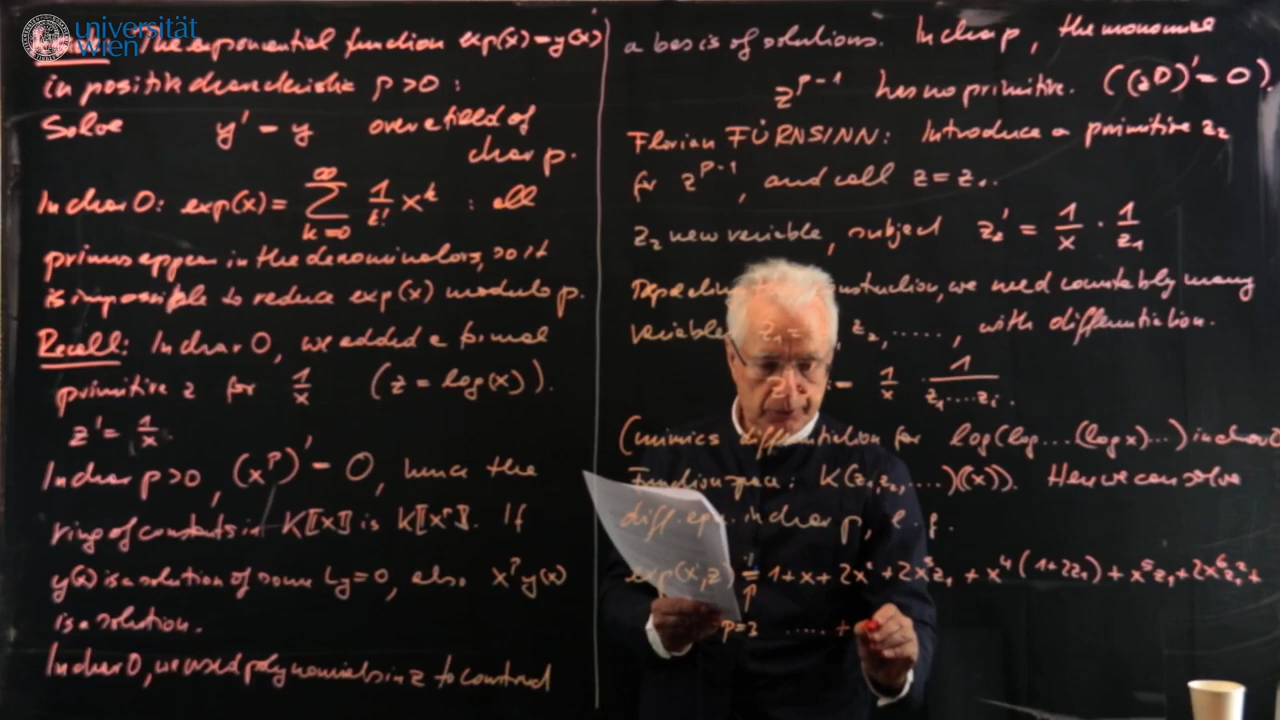 universität
wien
The exponential function exp(x) = y(x)
in positive characteristic p > 0 :
Solve y' = y over a field of
char p.
In char 0: exp(x) = ∑_{k=0}^{∞} 1/k! x^k : all
primes appear in the denominators, so it
is impossible to reduce exp(x) modulo p.
Recall: In char 0, we added a formal
primitive z for 1/x (z = log(x)).
z' = 1/x.
In char p > 0, (x^p)' = 0, hence the
ring of constants in K[[x]] is K[[x^p]]. If
y(x) is a solution of some Ly = 0, also x^p y(x)
is a solution.
In char 0, we used polynomials in z to construct
a basis of solutions. In char p, the monomial
z^{p-1} has no primitive. ((z^p)' = 0).
Florian FÜRNSINN: Introduce a primitive z_2
for z^{p-1}, and call z = z_1.
z_2 new variable, subject z_2' = 1/x · 1/z_1
we need countably many
variable z_2, ....., with differentiation.
= 1/x · 1/(z_1....z_i).
(mimics differentiation for log(log...(log x)...) in char 0
Function space: K(z_1, z_2, ...)((x)). Hence we can solve
diff. eqn. in char p, e.g.
exp(x, z) = 1 + x + 2x^2 + 2x^3 z_1 + x^4 (1 + 2z_1) + x^5 z_1 + 2x^6 z_1^2 +
p=3 ..... +